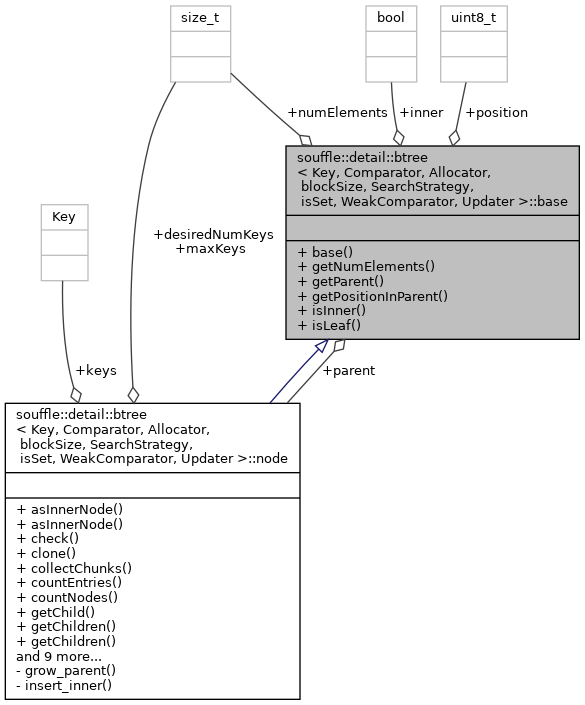 size_t
bool
uint8_t
+numElements
+inner
+position
souffle::detail::btree
< Key, Comparator, Allocator,
blockSize, SearchStrategy,
isSet, WeakComparator, Updater >::base
+ base()
+ getNumElements()
+ getParent()
+ getPositionInParent()
+ isInner()
+ isLeaf()
Key
+desiredNumKeys
+maxKeys
+keys
+parent
souffle::detail::btree
< Key, Comparator, Allocator,
blockSize, SearchStrategy,
isSet, WeakComparator, Updater >::node
+ asInnerNode()
+ asInnerNode()
+ check()
+ clone()
+ collectChunks()
+ countEntries()
+ countNodes()
+ getChild()
+ getChildren()
+ getChildren()
and 9 more...
- grow_parent()
- insert_inner()